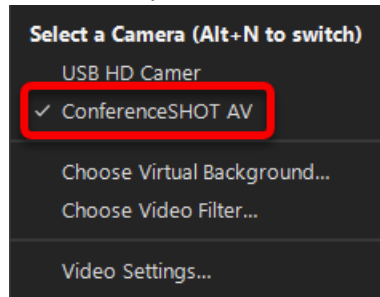 Select a Camera (Alt+N to switch)
USB HD Camer
✓ ConferenceSHOT AV
Choose Virtual Background...
Choose Video Filter...
Video Settings...